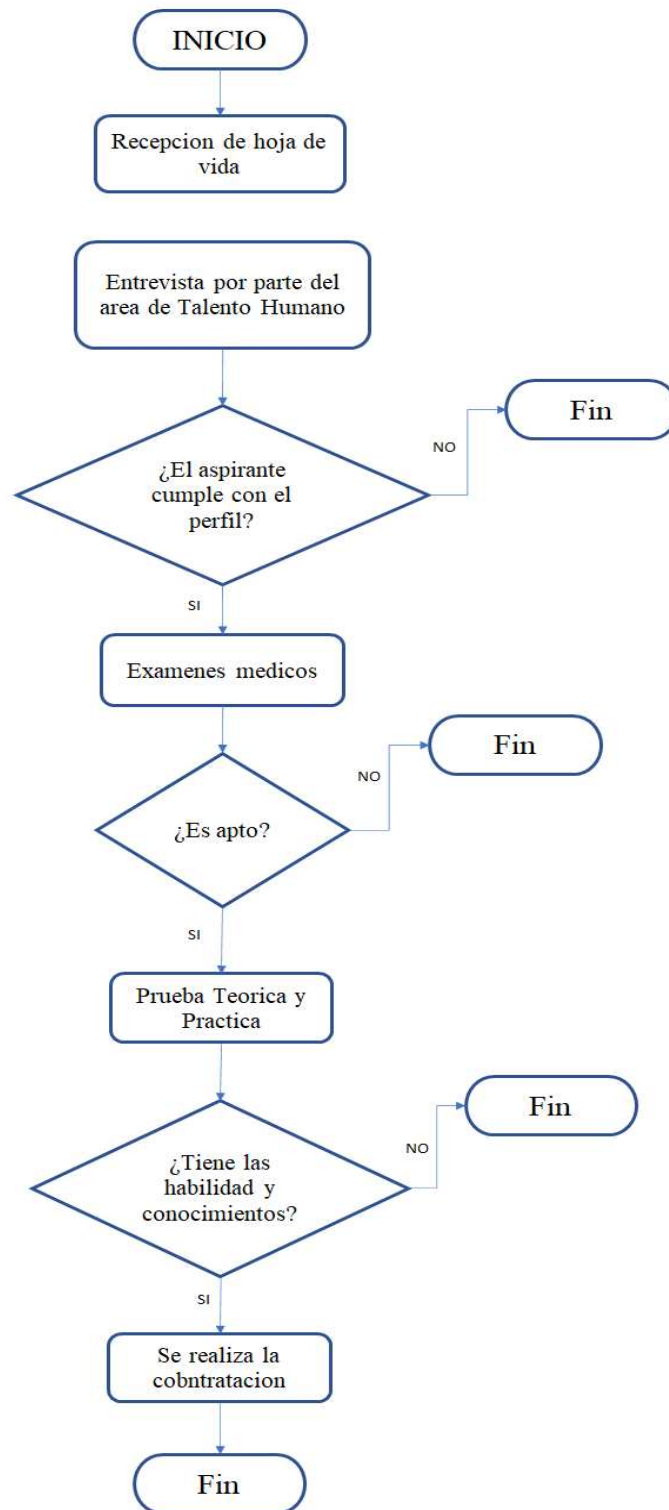 INICIO
Recepcion de hoja de
vida
Entrevista por parte del
area de Talento Humano
Fin
NO
¿El aspirante
cumple con el
perfil?
SI
Examenes medicos
Fin
NO
¿Es apto?
SI
Prueba Teorica y
Practica
Fin
NO
¿Tiene las
habilidad y
conocimientos?
SI
Se realiza la
cobntratacion
Fin